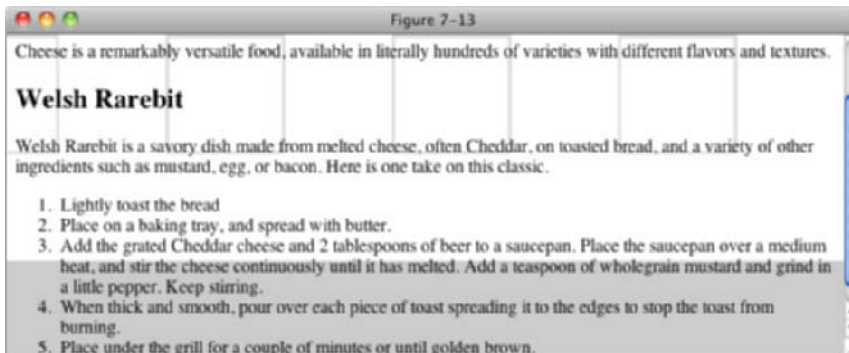 Figure 7-13
Cheese is a remarkably versatile food, available in literally hundreds of varieties with different flavors and textures.
Welsh Rarebit
Welsh Rarebit is a savory dish made from melted cheese, often Cheddar, on toasted bread, and a variety of other
ingredients such as mustard, egg, or bacon. Here is one take on this classic.
1. Lightly toast the bread
2. Place on a baking tray, and spread with butter.
3. Add the grated Cheddar cheese and 2 tablespoons of beer to a saucepan. Place the saucepan over a medium
heat, and stir the cheese continuously until it has melted. Add a teaspoon of wholegrain mustard and grind in
a little pepper. Keep stirring.
4. When thick and smooth, pour over each piece of toast spreading it to the edges to stop the toast from
burning.
5. Place under the grill for a couple of minutes or until golden brown.